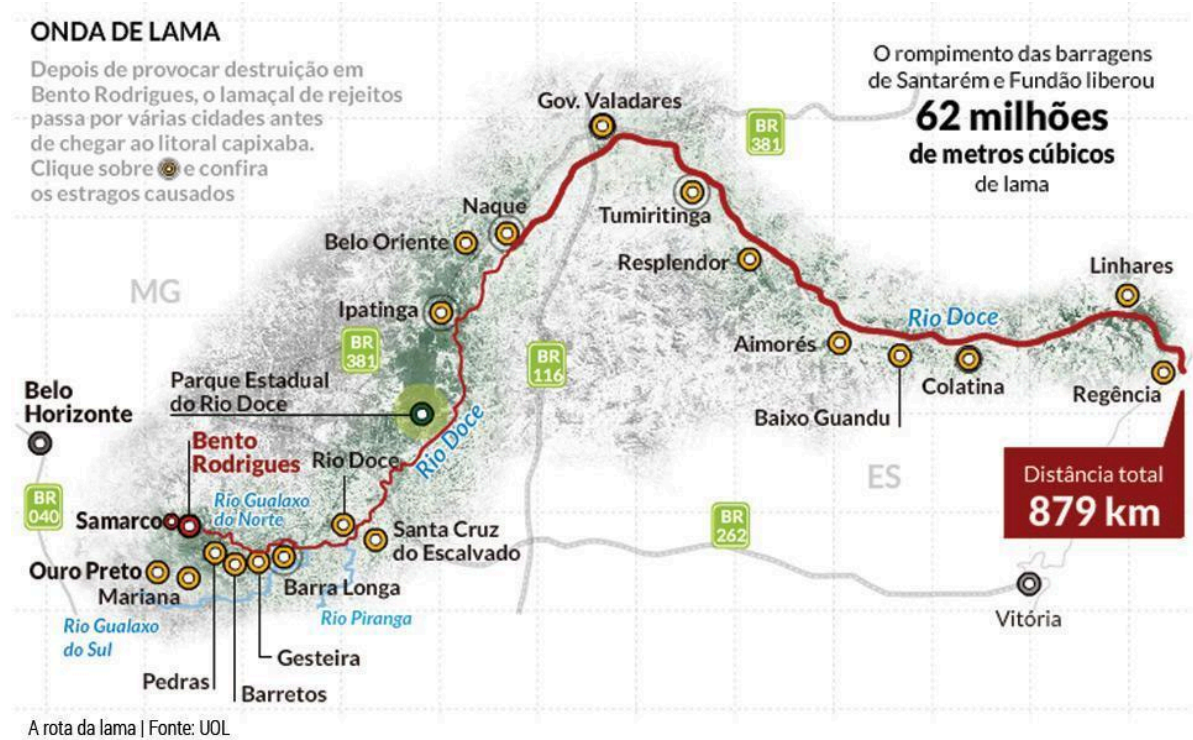 ONDA DE LAMA
Depois de provocar destruição em
Bento Rodrigues, o lamaçal de rejeitos
passa por várias cidades antes
de chegar ao litoral capixaba.
Clique sobre e confira
os estragos causados
O rompimento das barragens
de Santarém e Fundão liberou
62 milhões
de metros cúbicos
de lama
Gov. Valadares
BR
381
Naque
Tumiritinga
Belo Oriente
Resplendor
Linhares
MG
Ipatinga
Rio Doce
BR
381
Aimorés
BR
116
Colatina
Regência
Parque Estadual
do Rio Doce
Baixo Guandu
Belo
Horizonte
Rio Doce
Bento
Rodrigues
Rio Doce
ES
Distância total
879 km
BR
040
Rio Gualaxo
do Norte
Samarco
BR
262
Santa Cruz
do Escalvado
Ouro Preto
Mariana
Barra Longa
Vitória
Rio Gualaxo
do Sul
Rio Piranga
Gesteira
Pedras
Barretos
A rota da lama | Fonte: UOL